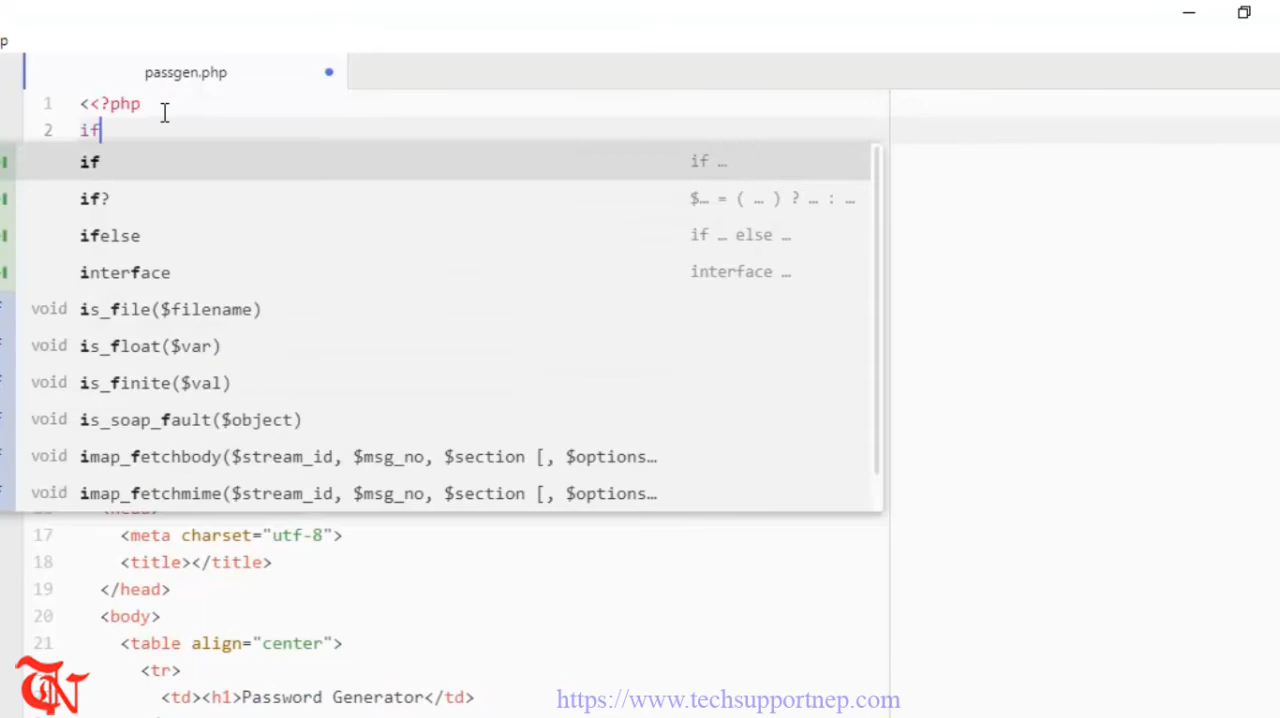 p
passgen.php
1 <<?php
2 if
if if …
if? $… = ( … ) ? … : …
ifelse if … else …
interface interface …
void is_file($filename)
void is_float($var)
void is_finite($val)
void is_soap_fault($object)
void imap_fetchbody($stream_id, $msg_no, $section [, $options…
void imap_fetchmime($stream_id, $msg_no, $section [, $options…
17 <meta charset="utf-8">
18 <title></title>
19 </head>
20 <body>
21 <table align="center">
<tr>
<td><h1>Password Generator</td>
TN
https://www.techsupportnep.com